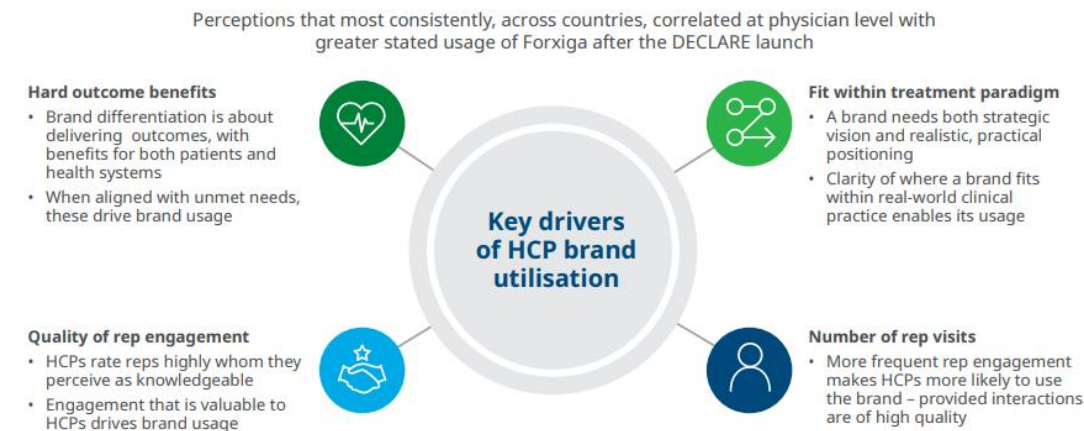 Perceptions that most consistently, across countries, correlated at physician level with
greater stated usage of Forxiga after the DECLARE launch
Hard outcome benefits
• Brand differentiation is about
delivering outcomes, with
benefits for both patients and
health systems
• When aligned with unmet needs,
these drive brand usage
Fit within treatment paradigm
• A brand needs both strategic
vision and realistic, practical
positioning
• Clarity of where a brand fits
within real-world clinical
practice enables its usage
Key drivers
of HCP brand
utilisation
Quality of rep engagement
• HCPs rate reps highly whom they
perceive as knowledgeable
• Engagement that is valuable to
HCPs drives brand usage
Number of rep visits
• More frequent rep engagement
makes HCPs more likely to use
the brand – provided interactions
are of high quality